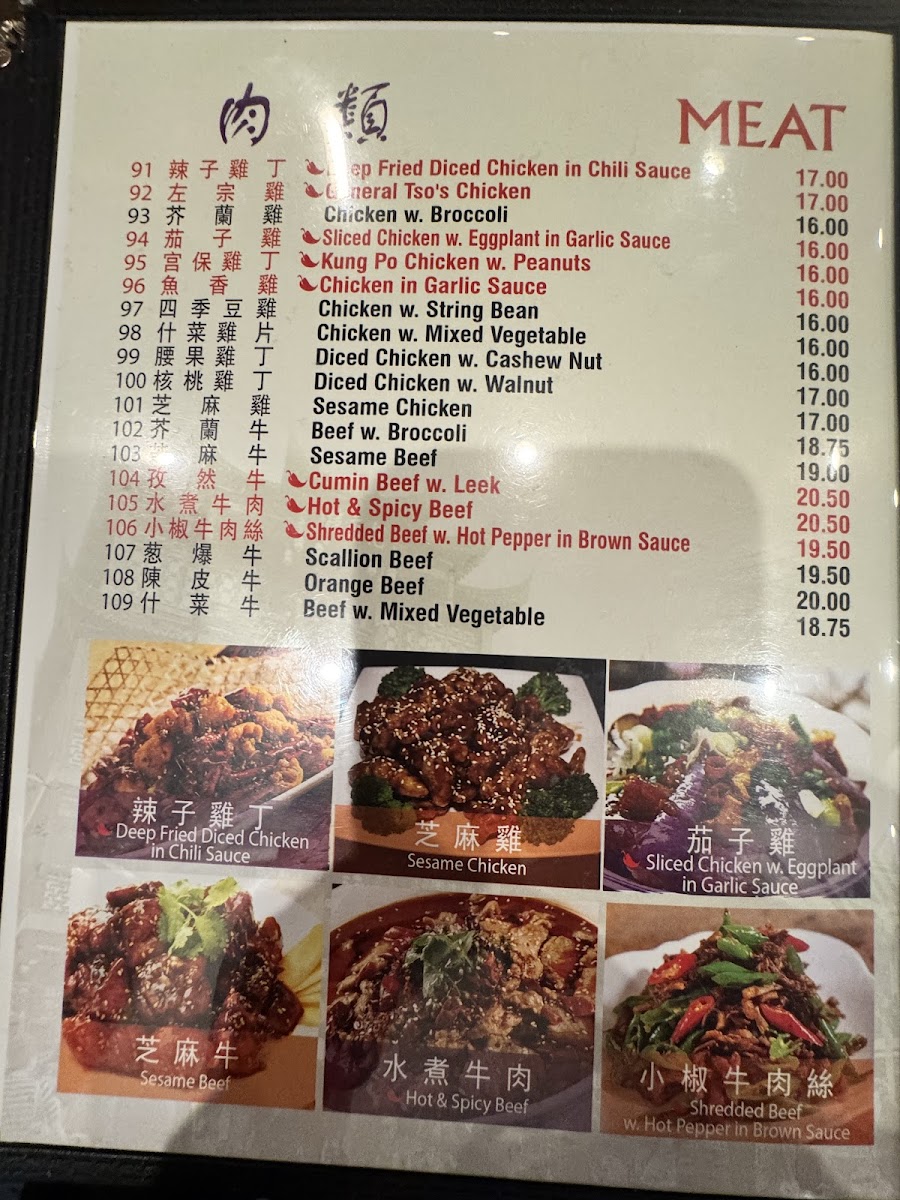 肉 類
MEAT
91 辣子雞丁 Deep Fried Diced Chicken in Chili Sauce 17.00
92 左宗雞 General Tso's Chicken 17.00
93 芥蘭雞 Chicken w. Broccoli 16.00
94 茄子雞 Sliced Chicken w. Eggplant in Garlic Sauce 16.00
95 宮保雞丁 Kung Po Chicken w. Peanuts 16.00
96 魚香雞 Chicken in Garlic Sauce 16.00
97 四季豆雞 Chicken w. String Bean 16.00
98 什菜雞片 Chicken w. Mixed Vegetable 16.00
99 腰果雞丁 Diced Chicken w. Cashew Nut 16.00
100 核桃雞丁 Diced Chicken w. Walnut 17.00
101 芝麻雞 Sesame Chicken 17.00
102 芥蘭牛 Beef w. Broccoli 18.75
103 芝麻牛 Sesame Beef 19.00
104 孜然牛 Cumin Beef w. Leek 20.50
105 水煮牛肉 Hot & Spicy Beef 20.50
106 小椒牛肉絲 Shredded Beef w. Hot Pepper in Brown Sauce 19.50
107 葱爆牛 Scallion Beef 19.50
108 陳皮牛 Orange Beef 20.00
109 什菜牛 Beef w. Mixed Vegetable 18.75
辣子雞丁
Deep Fried Diced Chicken
in Chili Sauce
芝麻雞
Sesame Chicken
茄子雞
Sliced Chicken w. Eggplant
in Garlic Sauce
芝麻牛
Sesame Beef
水煮牛肉
Hot & Spicy Beef
小椒牛肉絲
Shredded Beef
w. Hot Pepper in Brown Sauce